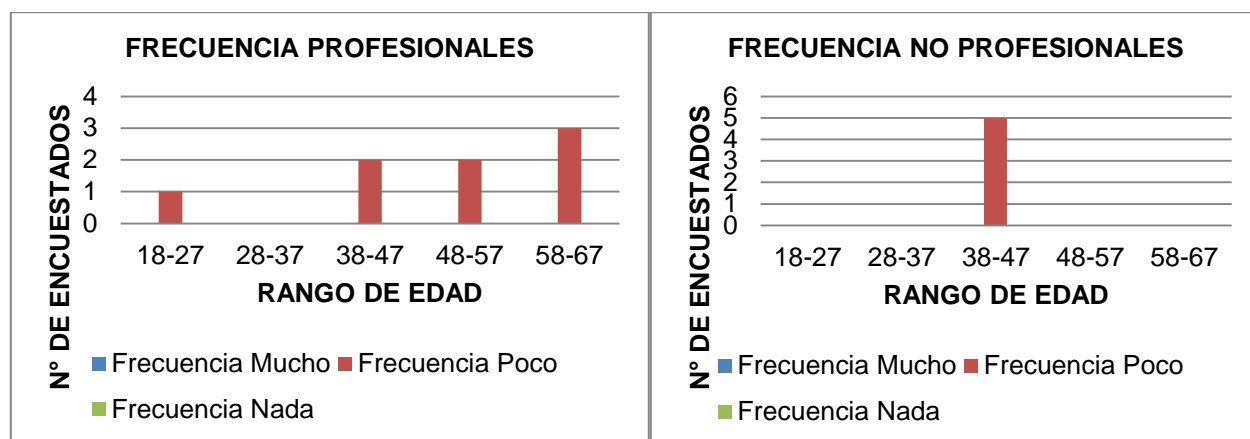 FRECUENCIA PROFESIONALES
N° DE ENCUESTADOS
4
3
2
1
0
18-27 28-37 38-47 48-57 58-67
RANGO DE EDAD
Frecuencia Mucho Frecuencia Poco
Frecuencia Nada
FRECUENCIA NO PROFESIONALES
N° DE ENCUESTADOS
6
5
4
3
2
1
0
18-27 28-37 38-47 48-57 58-67
RANGO DE EDAD
Frecuencia Mucho Frecuencia Poco
Frecuencia Nada